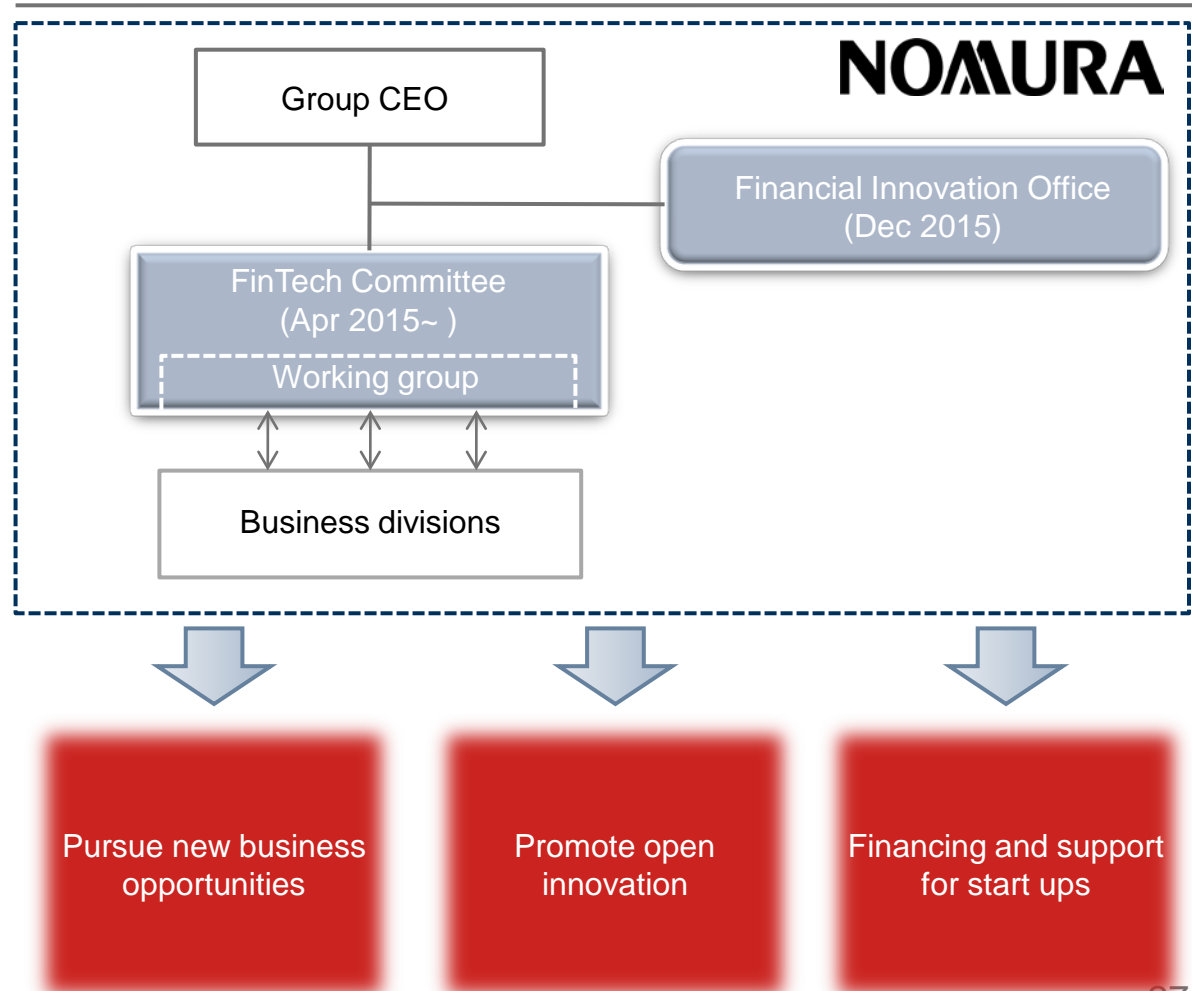 NOMURA
Group CEO
Financial Innovation Office
(Dec 2015)
FinTech Committee
(Apr 2015~ )
Working group
Business divisions
Pursue new business
opportunities
Promote open
innovation
Financing and support
for start ups